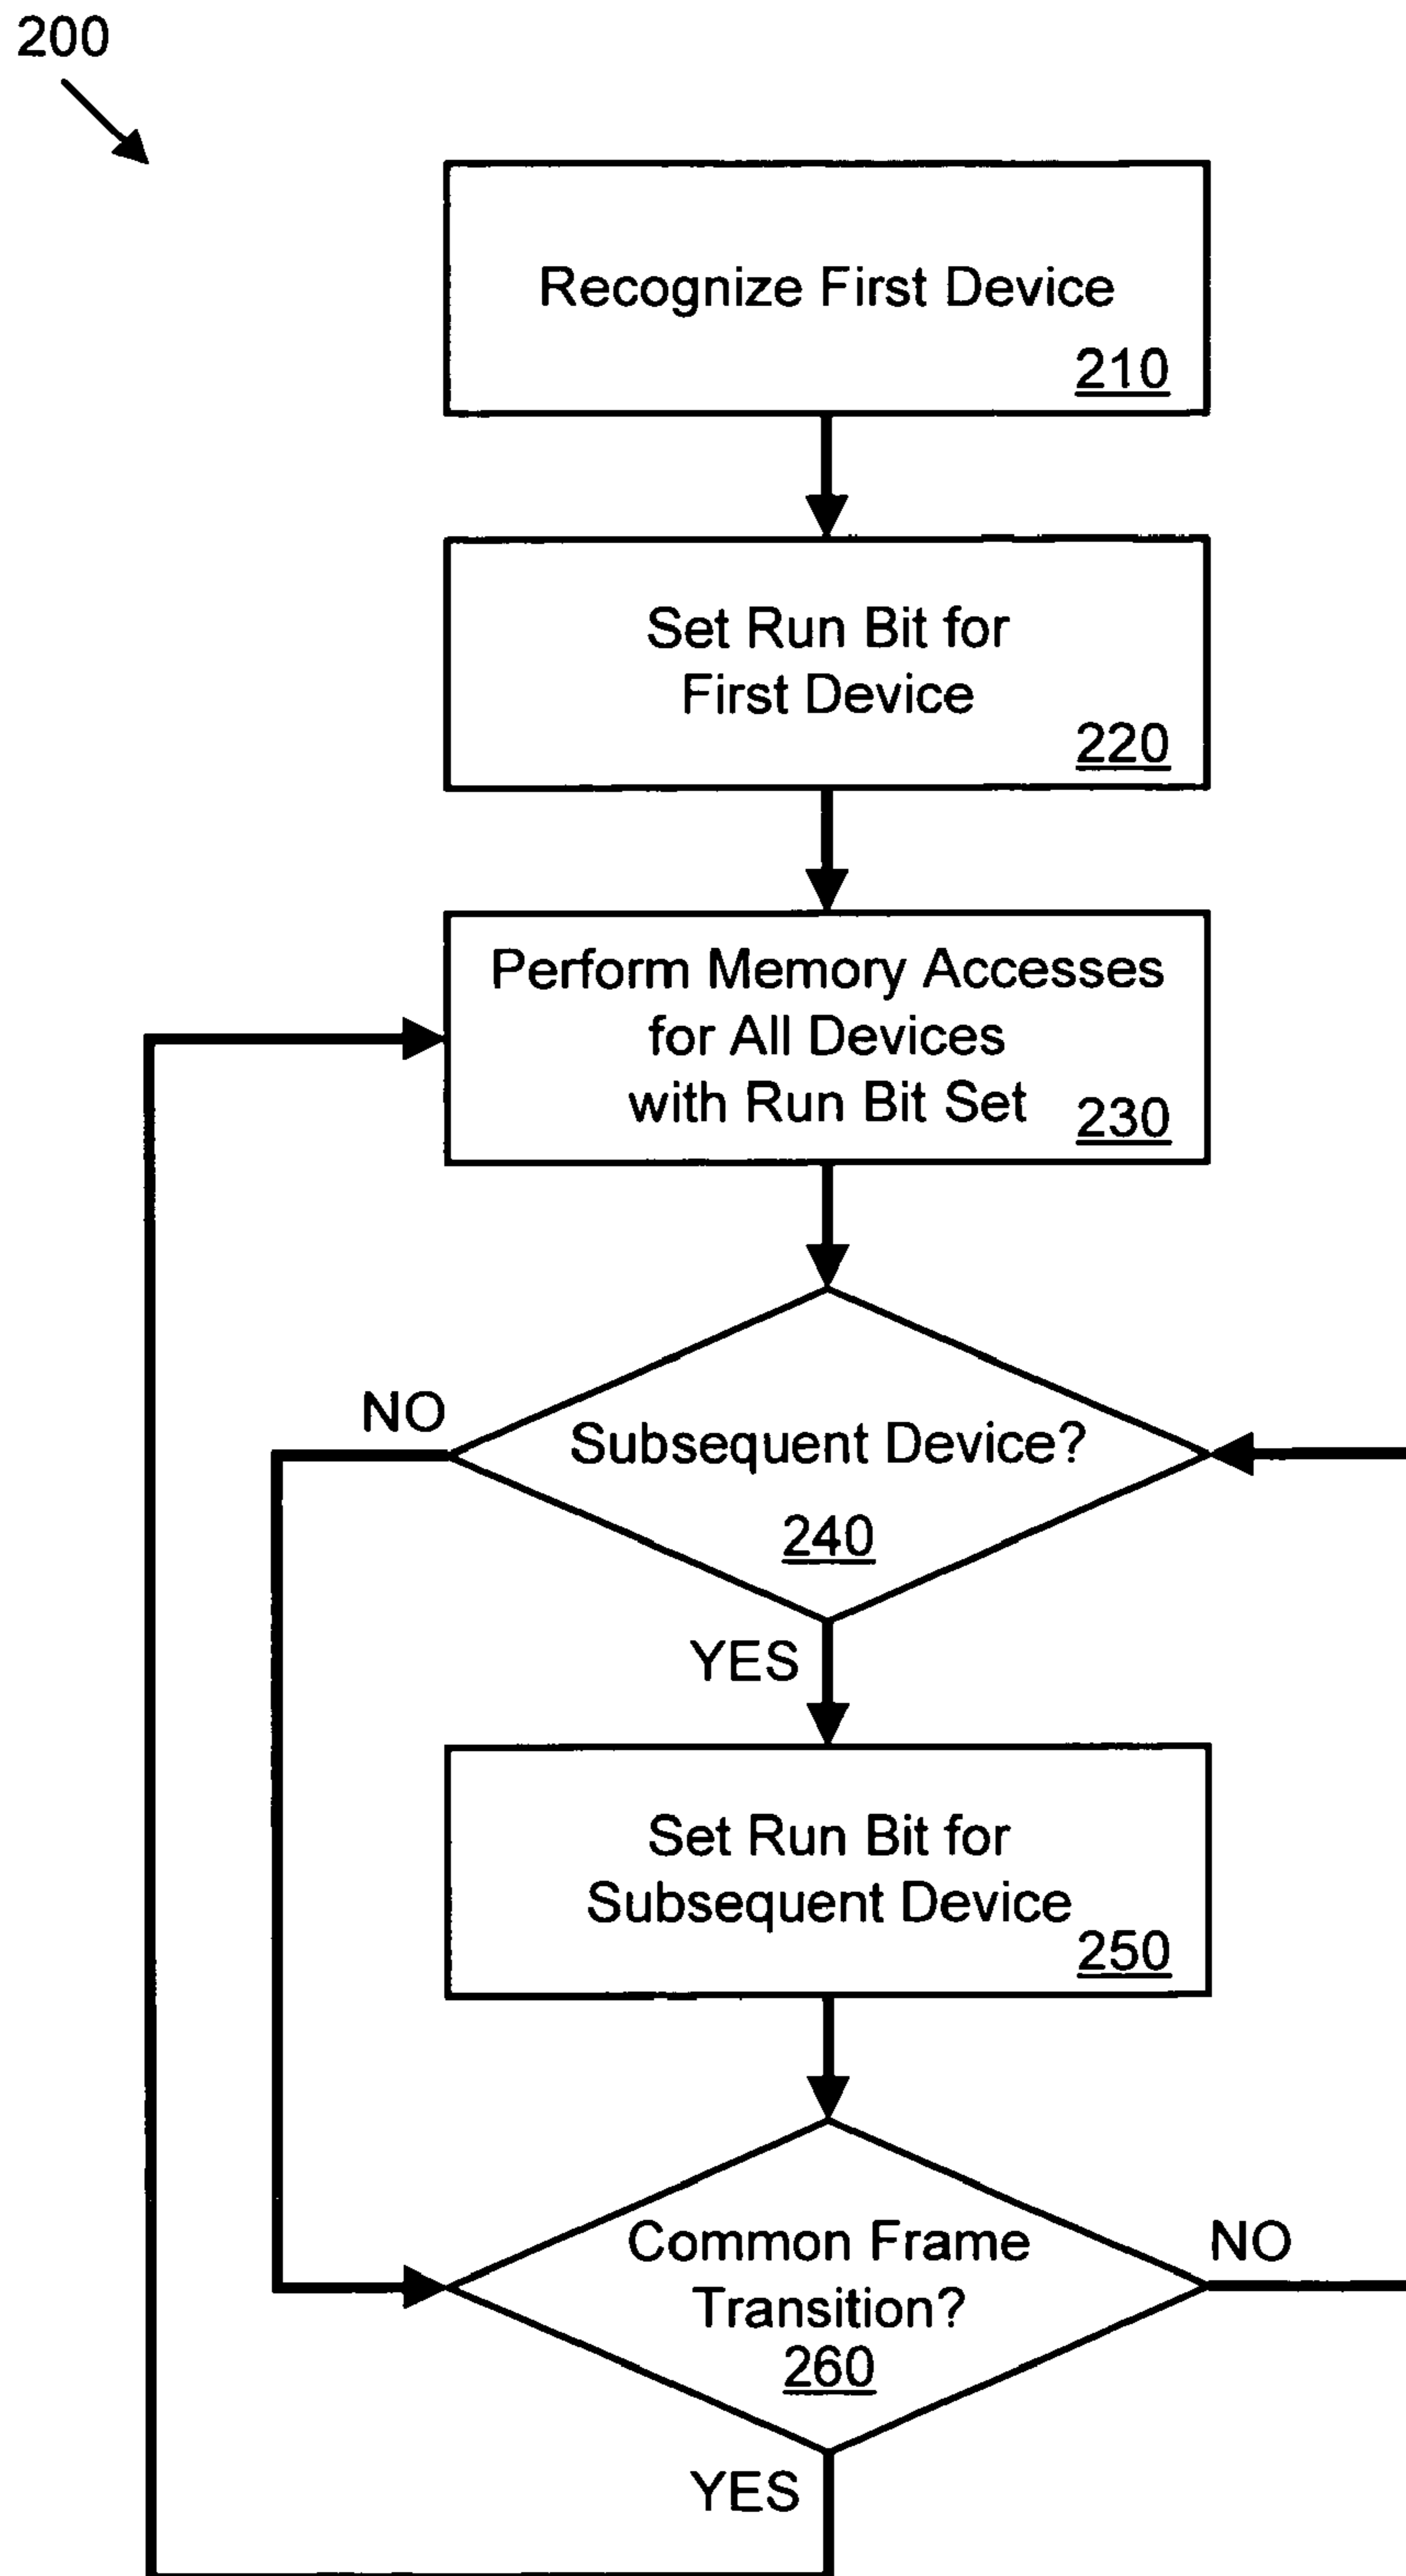 200
Recognize First Device
210
Set Run Bit for
First Device
220
Perform Memory Accesses
for All Devices
with Run Bit Set
230
NO
Subsequent Device?
240
YES
Set Run Bit for
Subsequent Device
250
Common Frame
Transition?
260
NO
YES